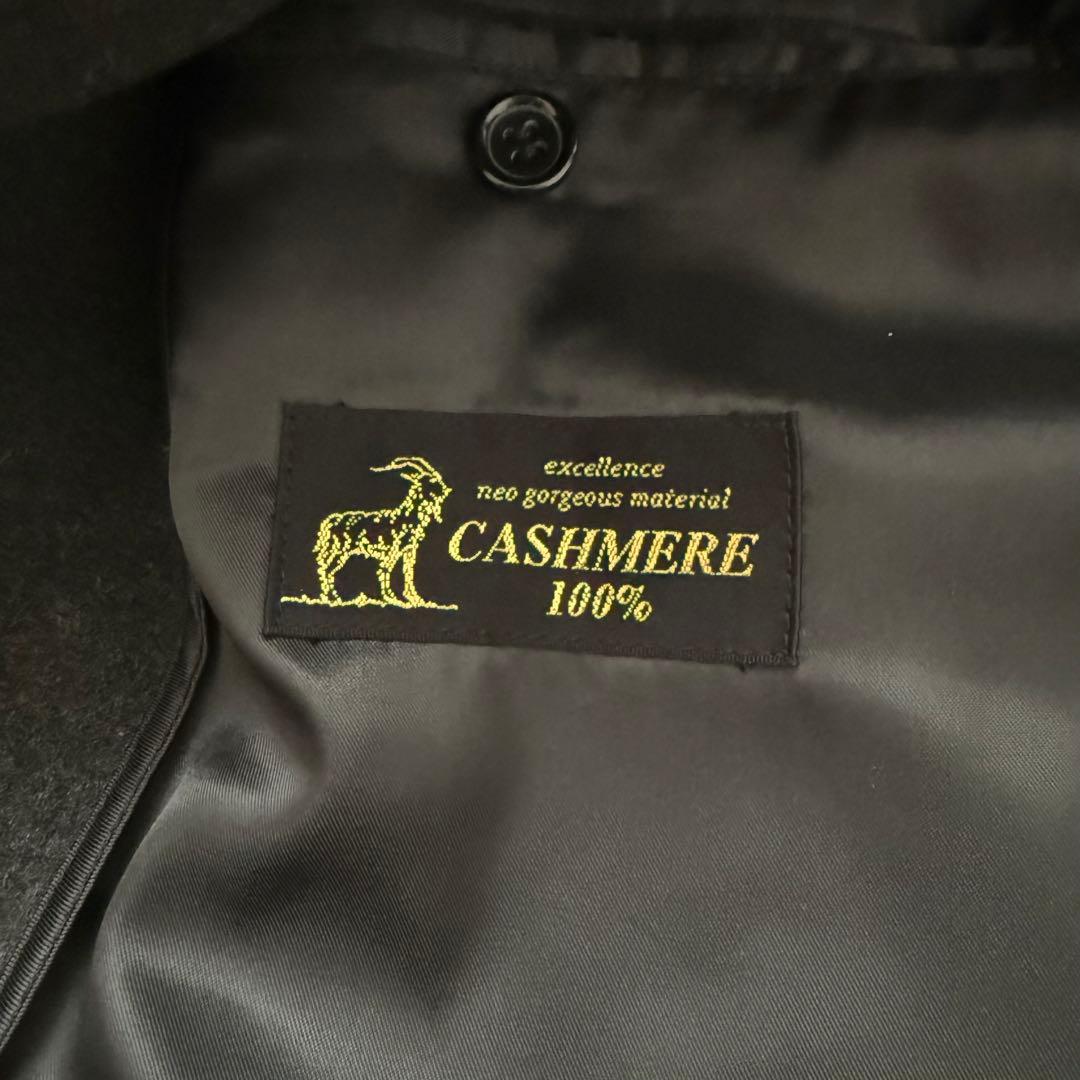 excellence
neo gorgeous material
CASHMERE
100%